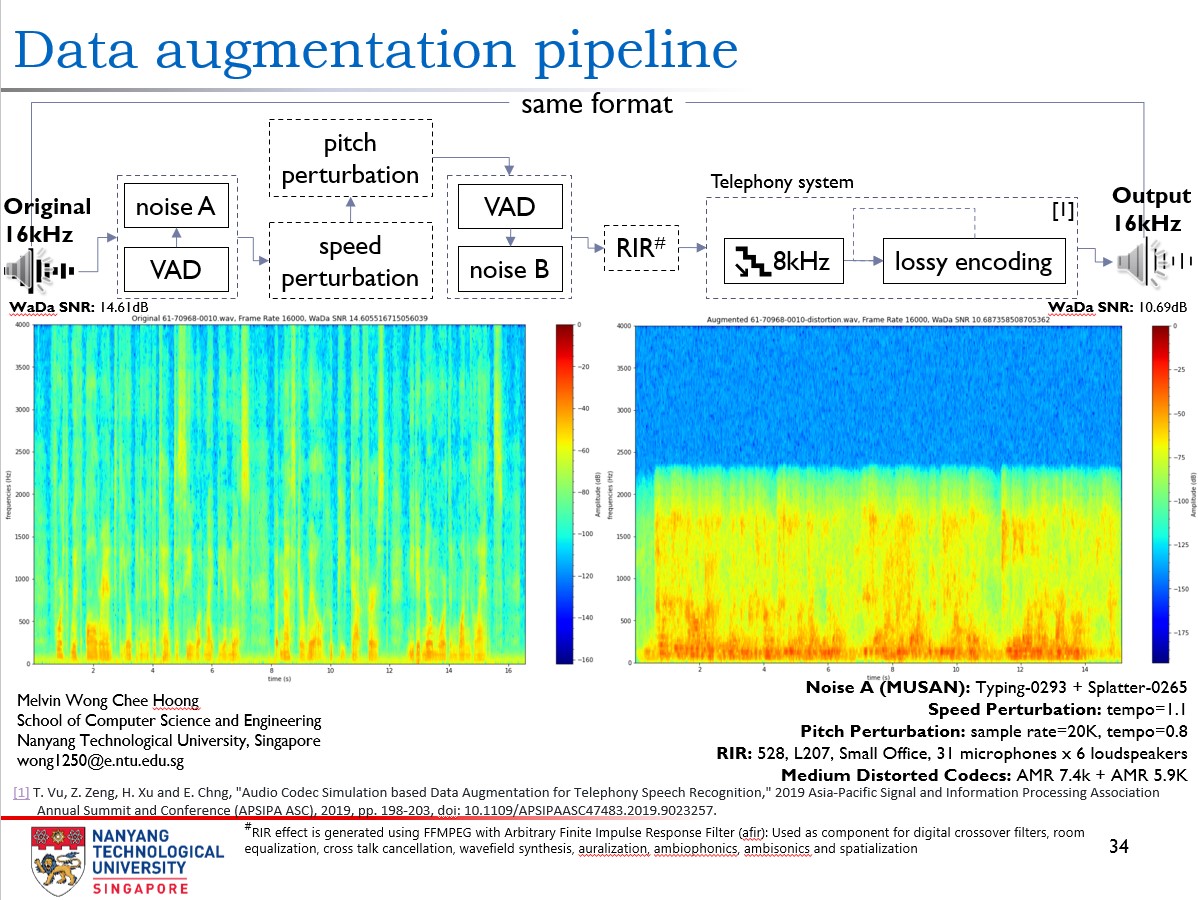 Data augmentation pipeline
same format
pitch
perturbation
Telephony system
Original
16kHz
noise A
VAD
speed
perturbation
VAD
noise B
RIR#
[1]
8kHz
lossy encoding
Output
16kHz
WaDa SNR: 14.61dB
WaDa SNR: 10.69dB
Original 61-70968-0010.wav, Frame Rate 16000, WaDa SNR 14.605516715056039
4000
3500
3000
2500
2000
1500
1000
500
0
frequencies (Hz)
2 4 6 8 10 12 14 16
time (s)
0
−20
−40
−60
−80
−100
−120
−140
−160
Amplitude (dB)
Augmented 61-70968-0010-distortion.wav, Frame Rate 16000, WaDa SNR 10.687358508705362
4000
3500
3000
2500
2000
1500
1000
500
0
frequencies (Hz)
2 4 6 8 10 12 14
time (s)
0
−25
−50
−75
−100
−125
−150
−175
Amplitude (dB)
Melvin Wong Chee Hoong
School of Computer Science and Engineering
Nanyang Technological University, Singapore
wong1250@e.ntu.edu.sg
Noise A (MUSAN): Typing-0293 + Splatter-0265
Speed Perturbation: tempo=1.1
Pitch Perturbation: sample rate=20K, tempo=0.8
RIR: 528, L207, Small Office, 31 microphones x 6 loudspeakers
Medium Distorted Codecs: AMR 7.4k + AMR 5.9K
[1] T. Vu, Z. Zeng, H. Xu and E. Chng, "Audio Codec Simulation based Data Augmentation for Telephony Speech Recognition," 2019 Asia-Pacific Signal and Information Processing Association
Annual Summit and Conference (APSIPA ASC), 2019, pp. 198-203, doi: 10.1109/APSIPAASC47483.2019.9023257.
#RIR effect is generated using FFMPEG with Arbitrary Finite Impulse Response Filter (afir): Used as component for digital crossover filters, room
equalization, cross talk cancellation, wavefield synthesis, auralization, ambiophonics, ambisonics and spatialization
NANYANG
TECHNOLOGICAL
UNIVERSITY
SINGAPORE
34